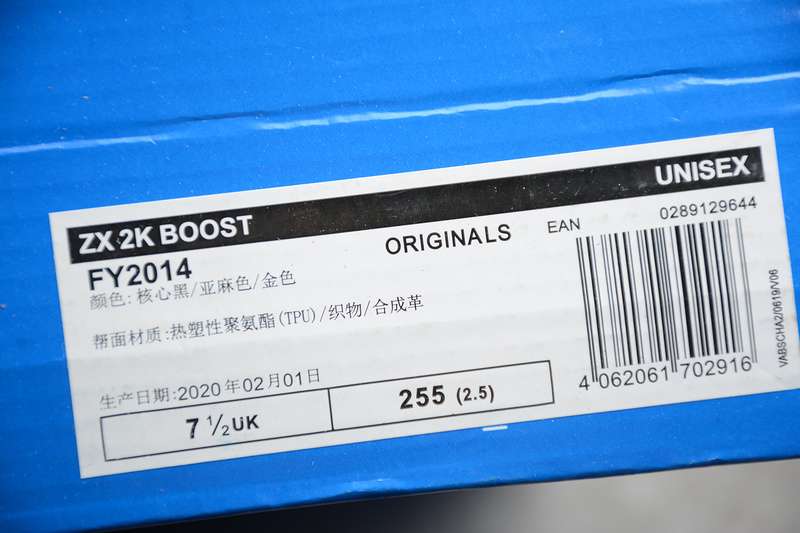 ZX 2K BOOST
UNISEX
FY2014
ORIGINALS
EAN
0289129644
颜色: 核心黑/亚麻色/金色
帮面材质:热塑性聚氨酯(TPU)/织物/合成革
生产日期:2020年02月01日
7 ½UK
255 (2.5)
4 062061 702916
VABSCHA2/0619/V06